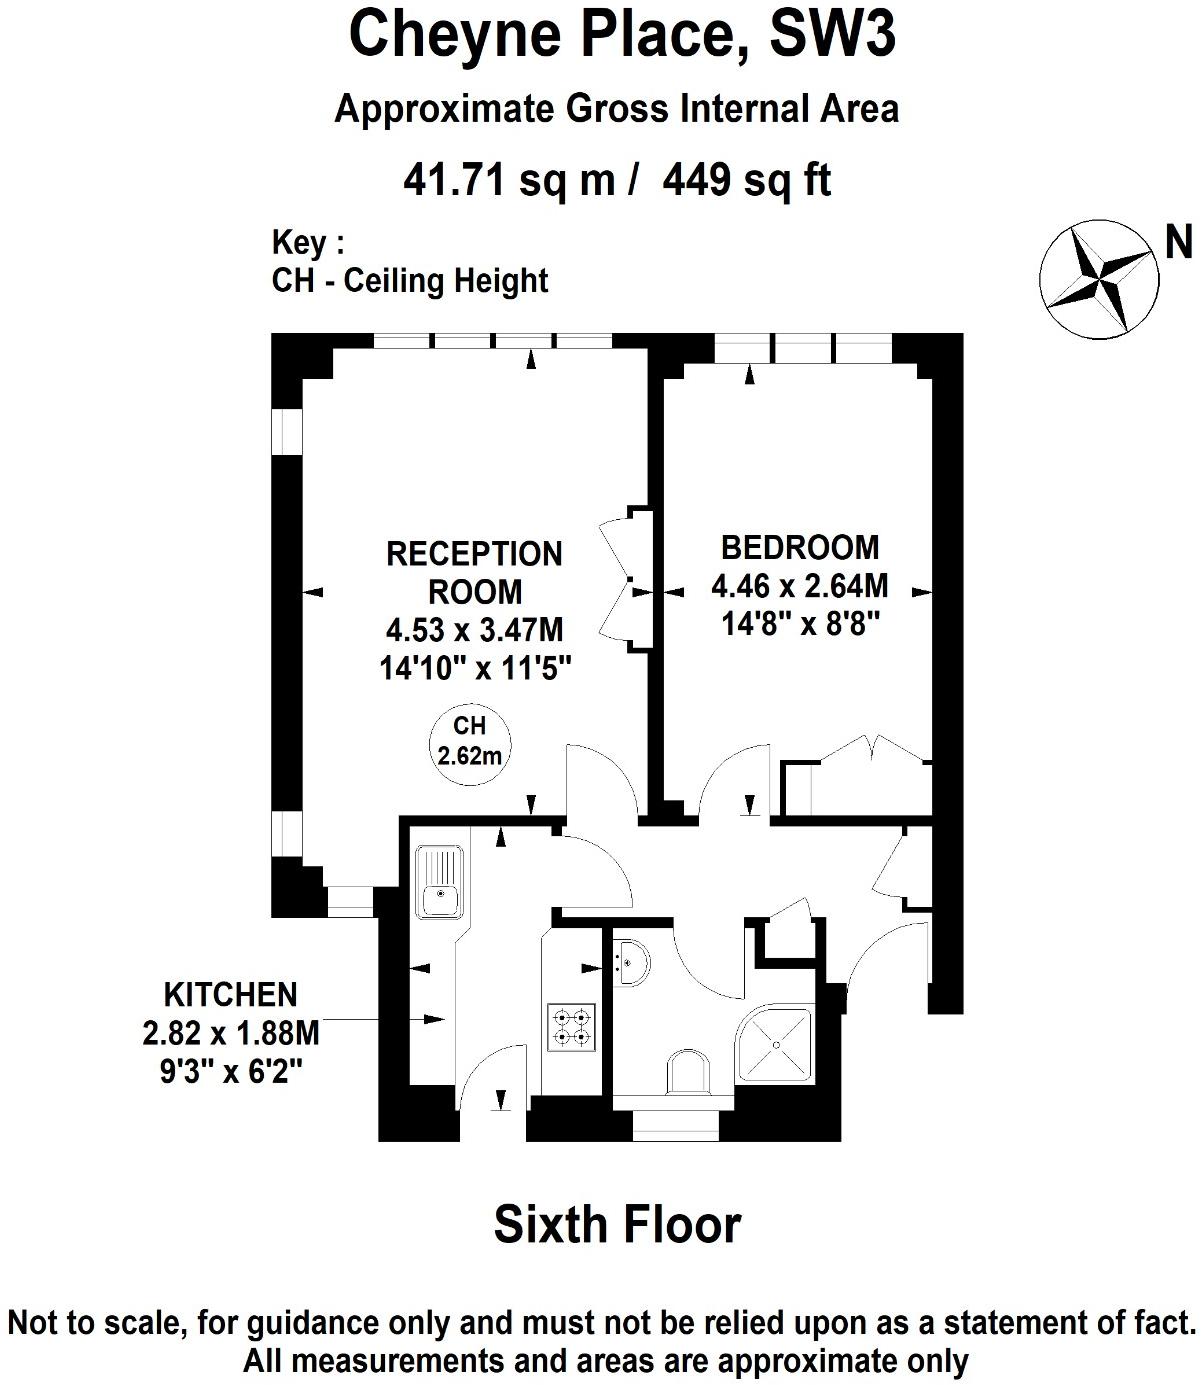 Cheyne Place, SW3
Approximate Gross Internal Area
41.71 sq m /  449 sq ft
Key :
CH - Ceiling Height
N
RECEPTION
ROOM
4.53 x 3.47M
14'10" x 11'5"
CH
2.62m
BEDROOM
4.46 x 2.64M
14'8" x 8'8"
KITCHEN
2.82 x 1.88M
9'3" x 6'2"
Sixth Floor
Not to scale, for guidance only and must not be relied upon as a statement of fact.
All measurements and areas are approximate only